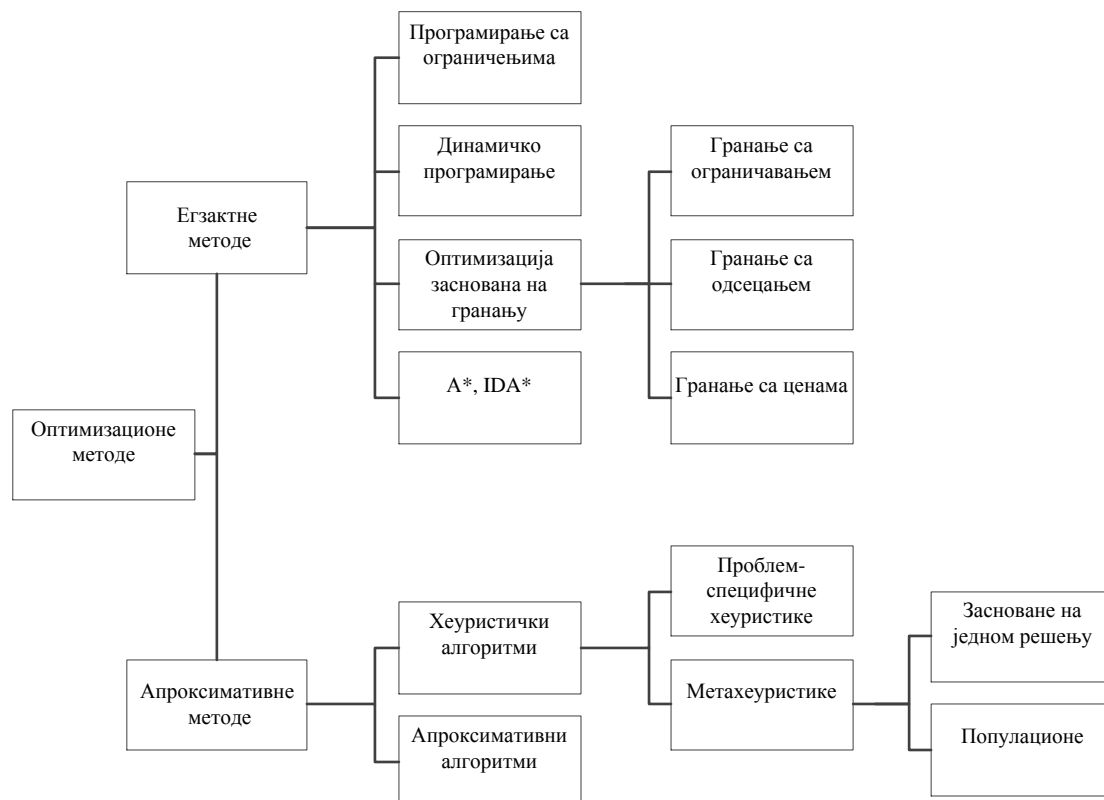 Програмирање са
ограничењима
Динамичко
програмирање
Гранање са
ограничавањем
Егзактне
методе
Оптимизација
заснована на
гранању
Гранање са
одсецањем
A*, IDA*
Гранање са ценама
Оптимизационе
методе
Проблем-
специфичне
хеуристике
Хеуристички
алгоритми
Засноване на
једном решењу
Апроксимативне
методе
Метахеуристике
Апроксимативни
алгоритми
Популационе